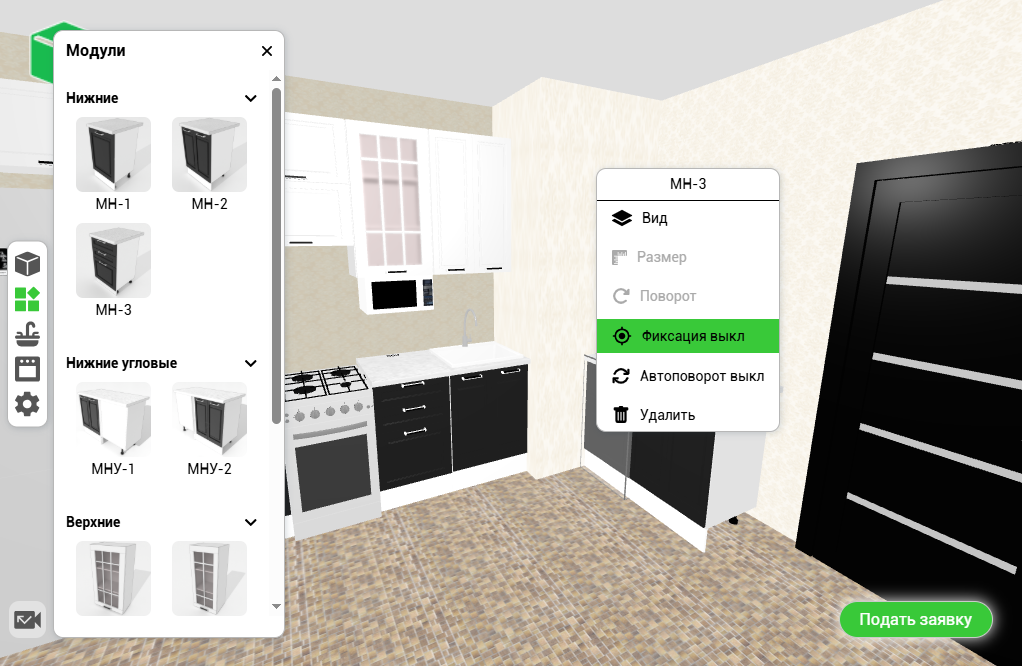 Модули
Нижние
МН-1
МН-2
МН-3
Нижние угловые
МНУ-1
МНУ-2
Верхние
МН-3
Вид
Размер
Поворот
Фиксация выкл
Автоповорот выкл
Удалить
Подать заявку